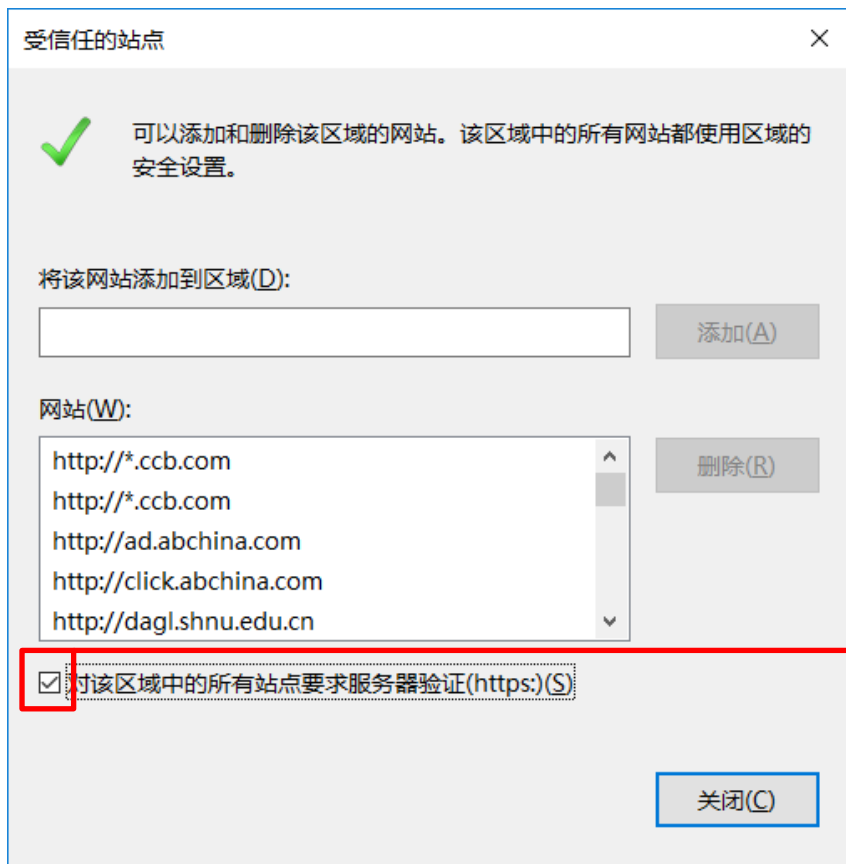 受信任的站点
可以添加和删除该区域的网站。该区域中的所有网站都使用区域的
安全设置。
将该网站添加到区域(D):
添加(A)
网站(W):
http://*.ccb.com
http://*.ccb.com
http://ad.abchina.com
http://click.abchina.com
http://dagl.shnu.edu.cn
删除(R)
对该区域中的所有站点要求服务器验证(https:)(S)
关闭(C)